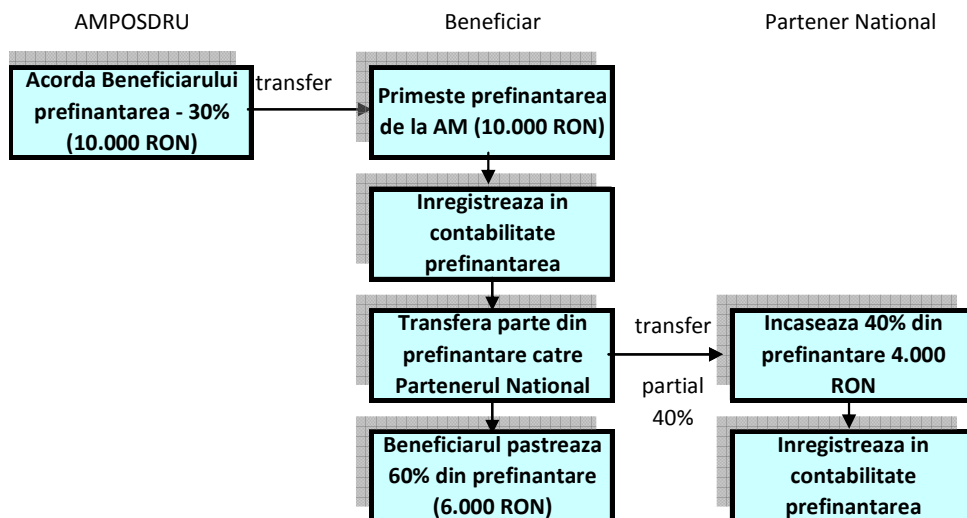 AMPOSDRU
Beneficiar
Partener National
Acorda Beneficiarului
prefinantarea - 30%
(10.000 RON)
transfer
Primeste prefinantarea
de la AM (10.000 RON)
Inregistreaza in
contabilitate
prefinantarea
Transfera parte din
prefinantare catre
Partenerul National
transfer
partial
40%
Incaseaza 40% din
prefinantare 4.000
RON
Beneficiarul pastreaza
60% din prefinantare
(6.000 RON)
Inregistreaza in
contabilitate
prefinantarea